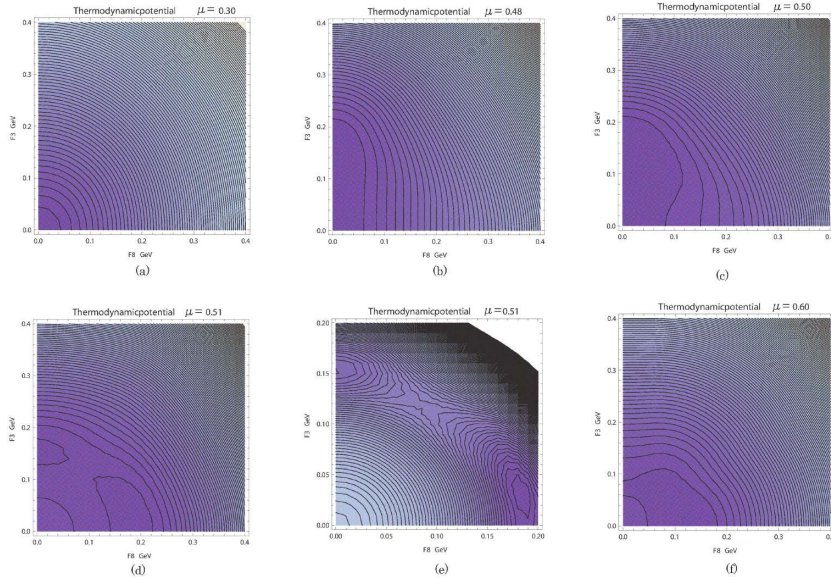 Thermodynamicpotential μ = 0.30
0.4
0.3
0.2
0.1
0.0
F3 GeV
0.0 0.1 0.2 0.3 0.4
F8 GeV
(a)
Thermodynamicpotential μ = 0.48
0.4
0.3
0.2
0.1
0.0
F3 GeV
0.0 0.1 0.2 0.3 0.4
F8 GeV
(b)
Thermodynamicpotential μ = 0.50
0.4
0.3
0.2
0.1
0.0
F3 GeV
0.0 0.1 0.2 0.3 0.4
F8 GeV
(c)
Thermodynamicpotential μ = 0.51
0.4
0.3
0.2
0.1
0.0
F3 GeV
0.0 0.1 0.2 0.3 0.4
F8 GeV
(d)
Thermodynamicpotential μ = 0.51
0.20
0.15
0.10
0.05
0.00
F3 GeV
0.00 0.05 0.10 0.15 0.20
F8 GeV
(e)
Thermodynamicpotential μ = 0.60
0.4
0.3
0.2
0.1
0.0
F3 GeV
0.0 0.1 0.2 0.3 0.4
F8 GeV
(f)